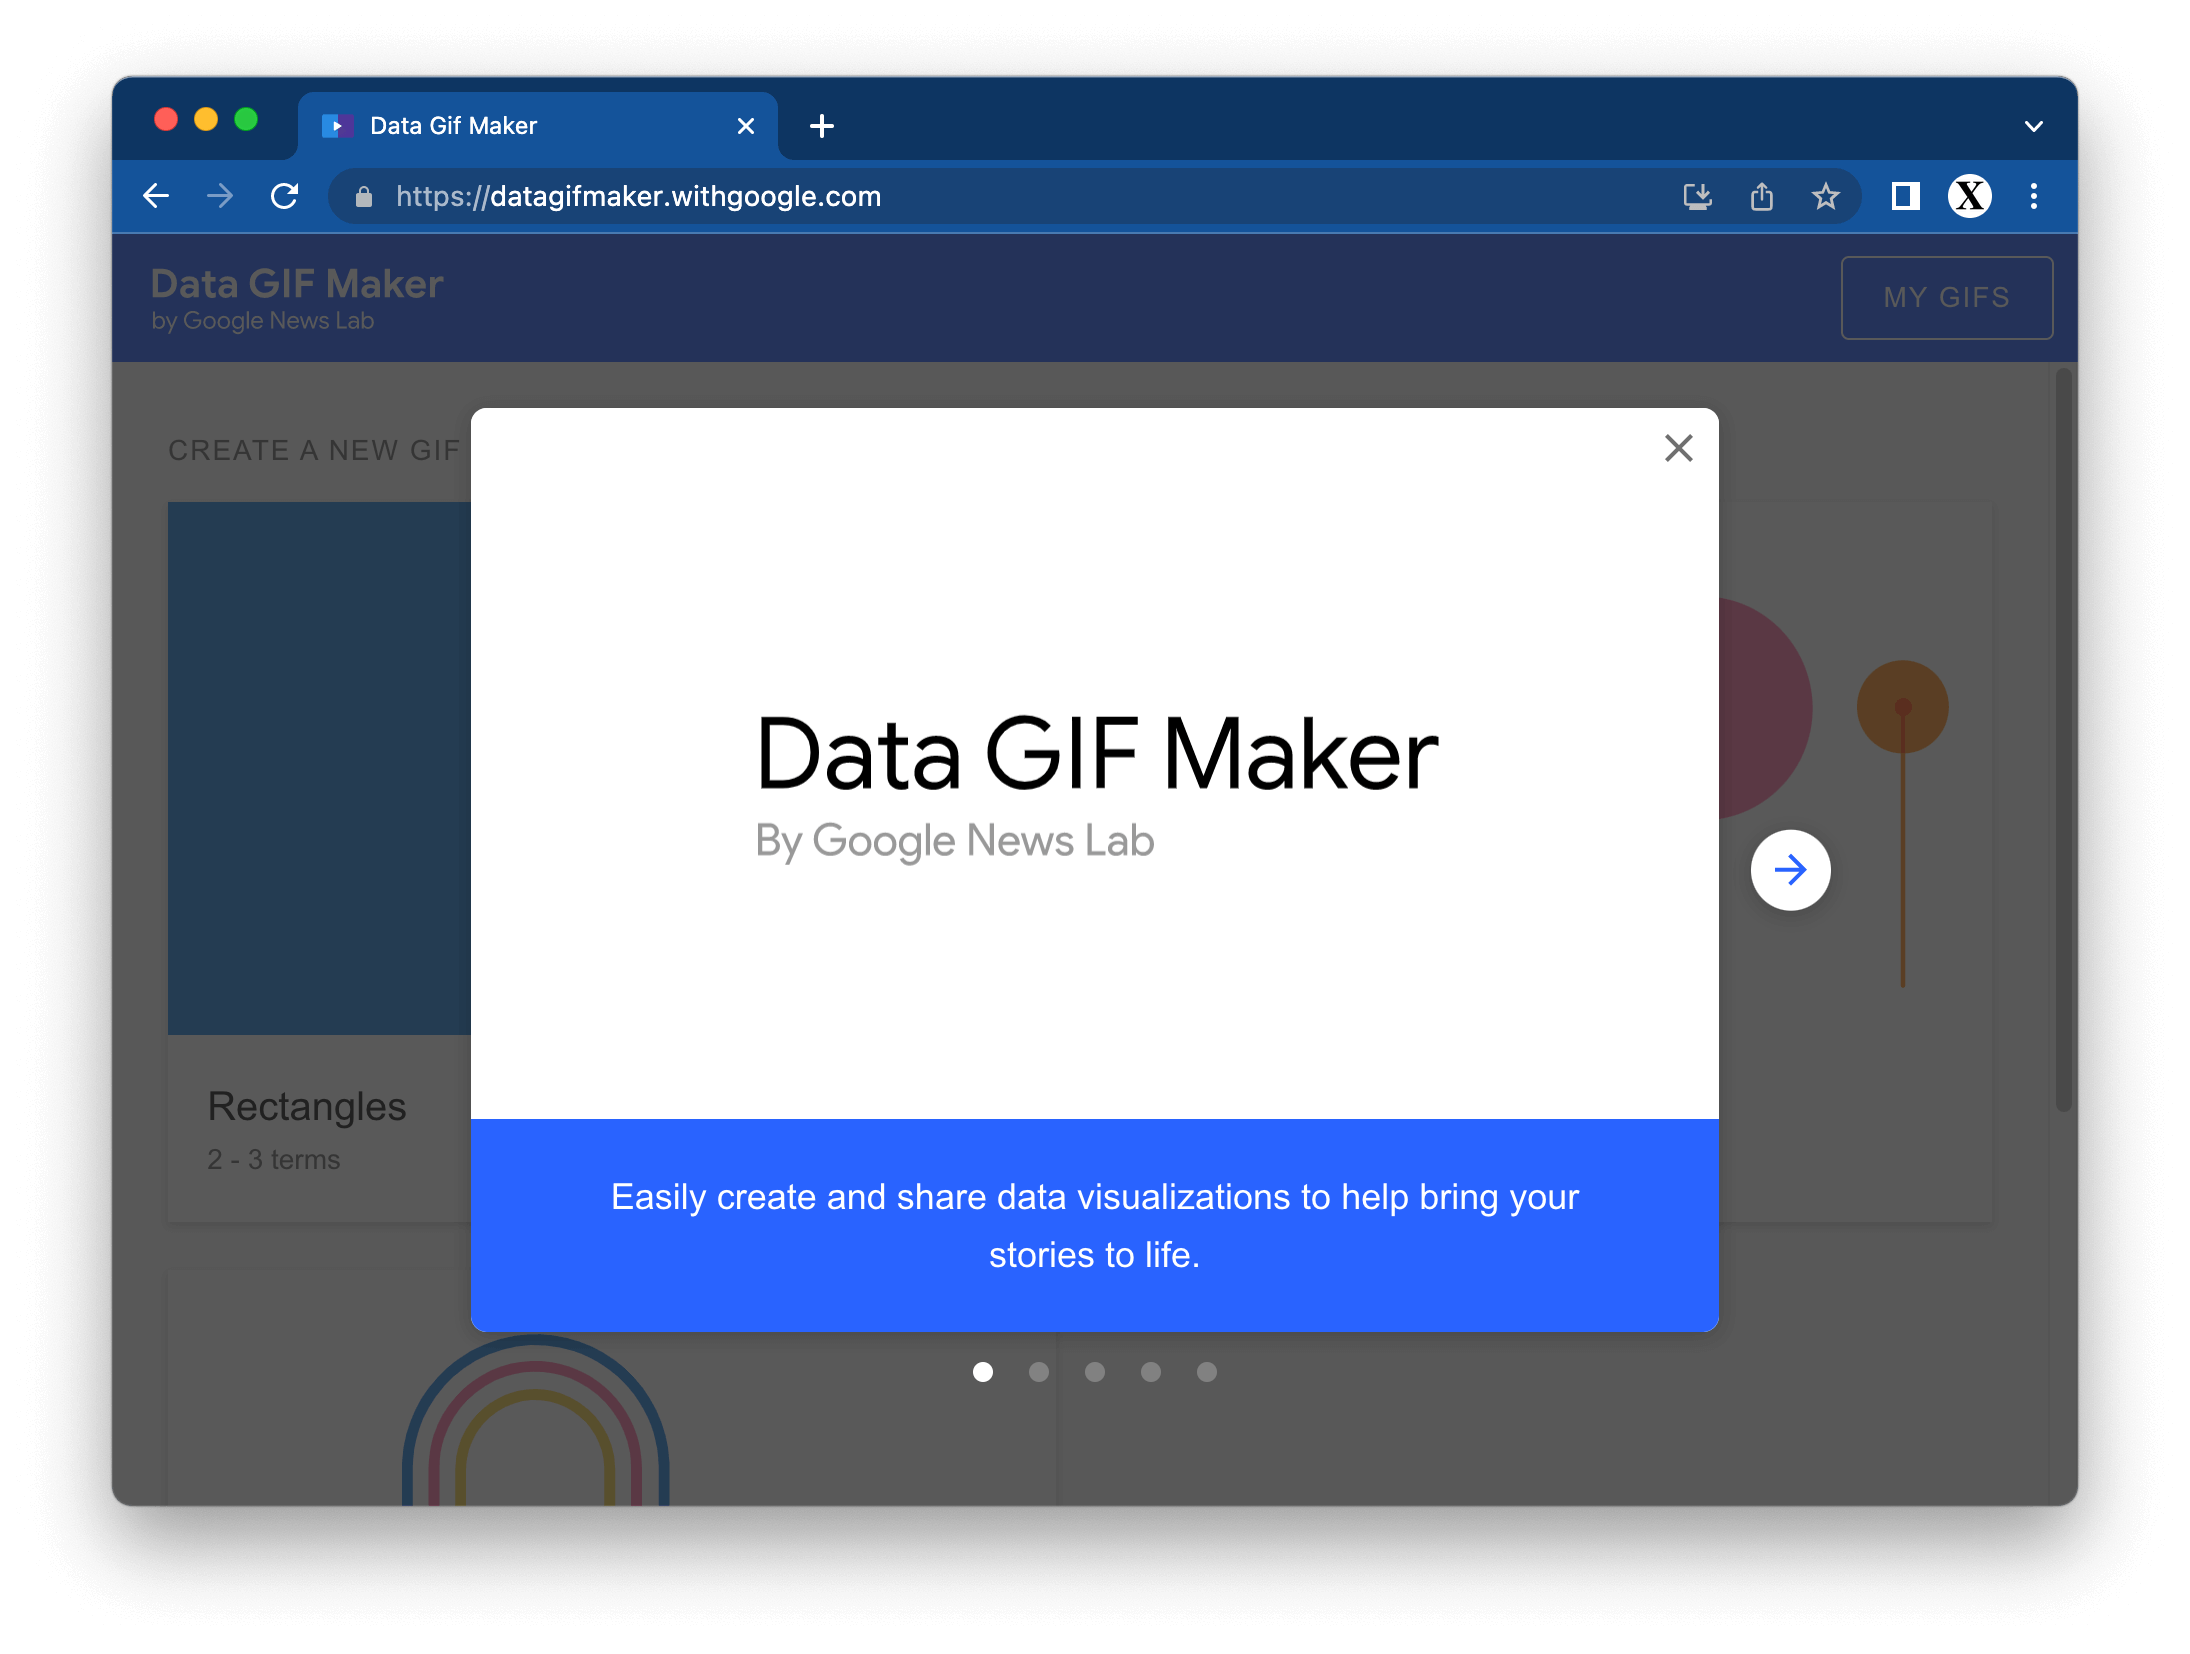 Data Gif Maker
https://datagifmaker.withgoogle.com
X
Data GIF Maker
by Google News Lab
MY GIFS
CREATE A NEW GIF
Data GIF Maker
By Google News Lab
Rectangles
2 - 3 terms
Easily create and share data visualizations to help bring your
stories to life.